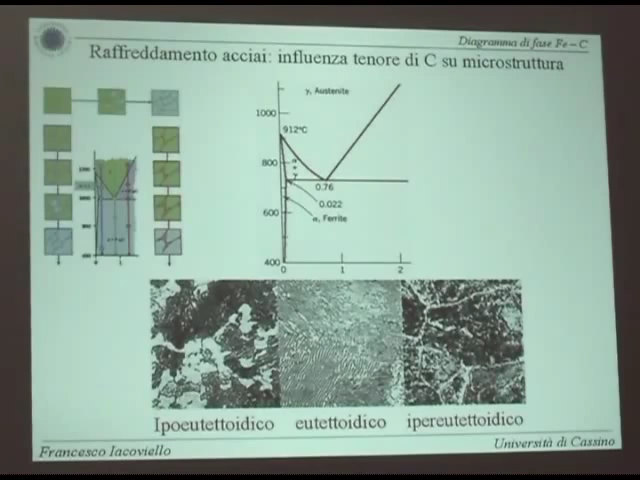 Diagramma di fase Fe – C
Raffreddamento acciai: influenza tenore di C su microstruttura
1000
γ, Austenite
912°C
800
α
+
γ
0.76
0.022
600
α, Ferrite
400
0
1
2
Ipoeutettoidico eutettoidico ipereutettoidico
Francesco Iacoviello
Università di Cassino